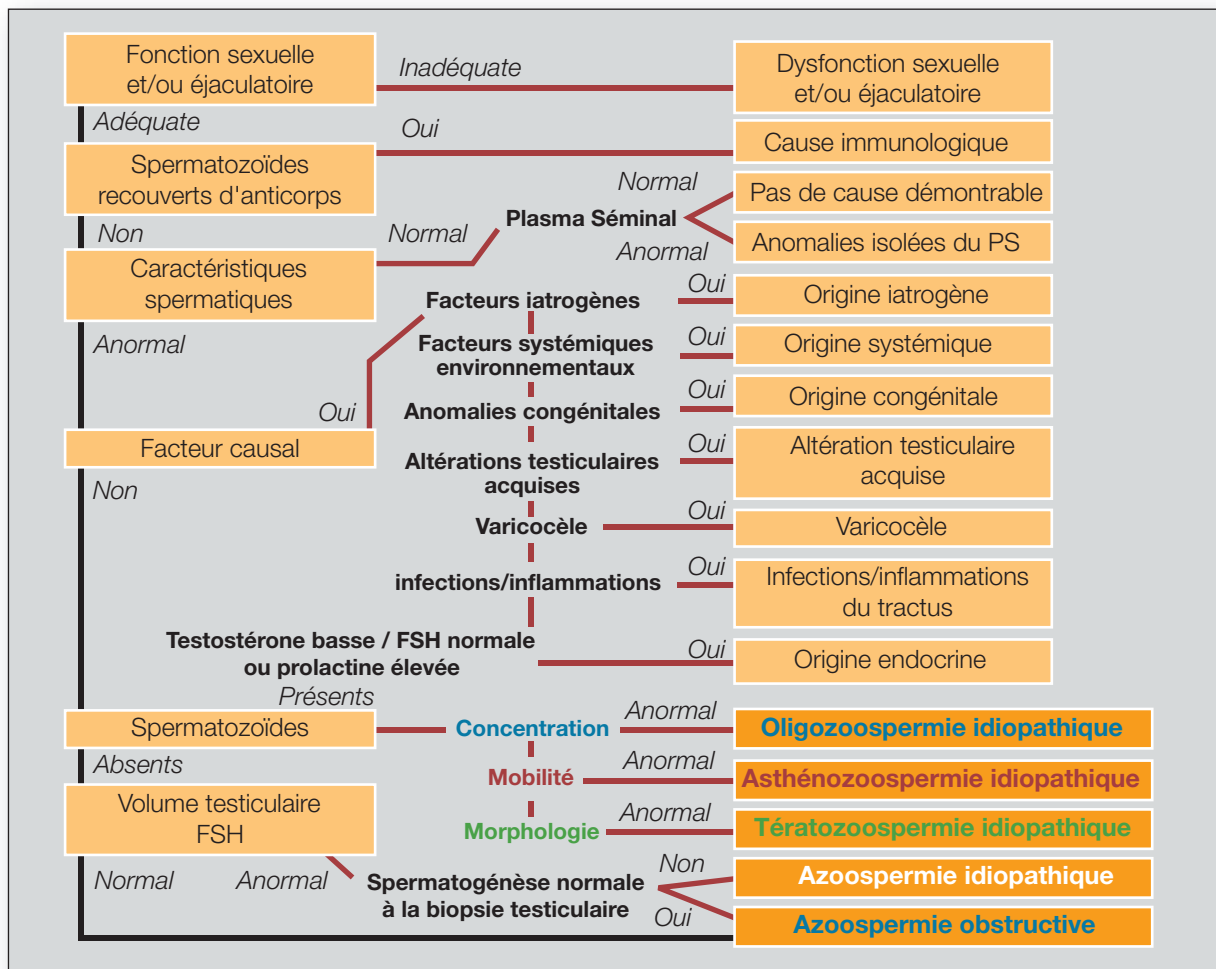 Fonction sexuelle
et/ou éjaculatoire
Inadéquate
Dysfonction sexuelle
et/ou éjaculatoire
Adéquate
Oui
Cause immunologique
Spermatozoïdes
recouverts d'anticorps
Normal
Pas de cause démontrable
Plasma Séminal
Non
Normal
Anormal
Anomalies isolées du PS
Caractéristiques
spermatiques
Facteurs iatrogènes
Oui
Origine iatrogène
Anormal
Facteurs systémiques
environnementaux
Oui
Origine systémique
Anomalies congénitales
Oui
Origine congénitale
Oui
Facteur causal
Altérations testiculaires
acquises
Oui
Altération testiculaire
acquise
Non
Varicocèle
Oui
Varicocèle
infections/inflammations
Oui
Infections/inflammations
du tractus
Testostérone basse / FSH normale
ou prolactine élevée
Oui
Origine endocrine
Présents
Spermatozoïdes
Concentration
Anormal
Oligozoospermie idiopathique
Absents
Mobilité
Anormal
Asthénozoospermie idiopathique
Volume testiculaire
FSH
Morphologie
Anormal
Tératozoospermie idiopathique
Normal
Anormal
Spermatogénèse normale
à la biopsie testiculaire
Non
Azoospermie idiopathique
Oui
Azoospermie obstructive